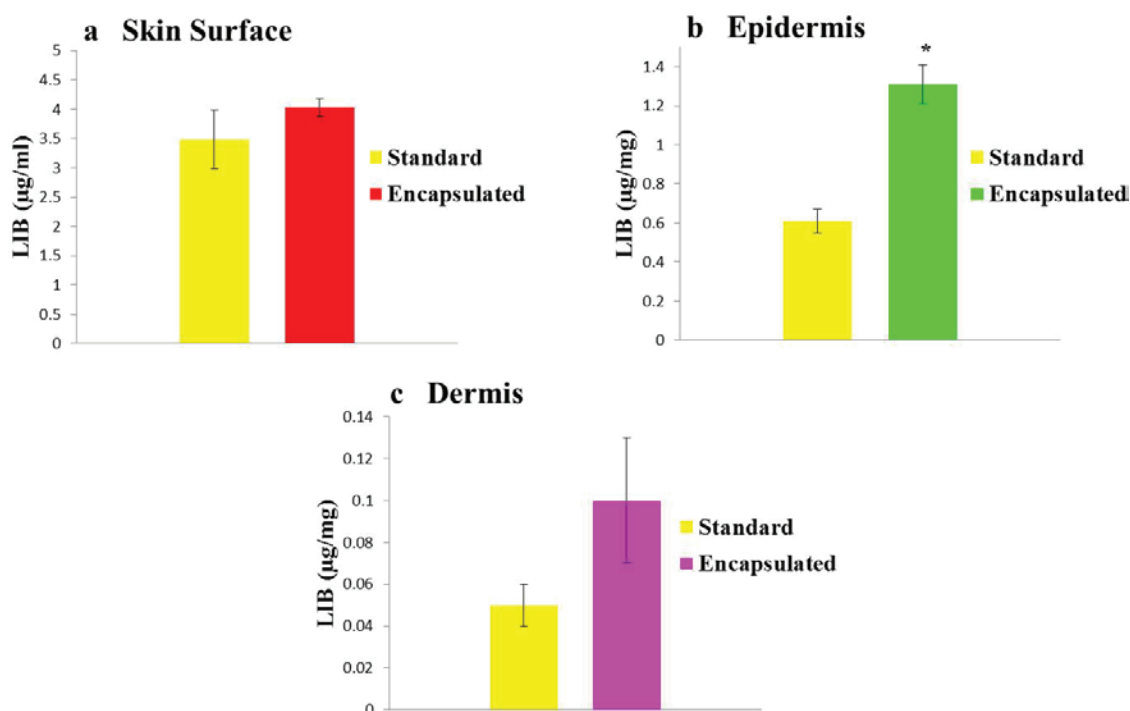 a Skin Surface
5
4.5
4
3.5
3
2.5
2
1.5
1
0.5
0
LIB (µg/ml)
Standard
Encapsulated
b Epidermis
*
1.4
1.2
1
0.8
0.6
0.4
0.2
0
LIB (µg/mg)
Standard
Encapsulated
c Dermis
0.14
0.12
0.1
0.08
0.06
0.04
0.02
0
LIB (µg/mg)
Standard
Encapsulated